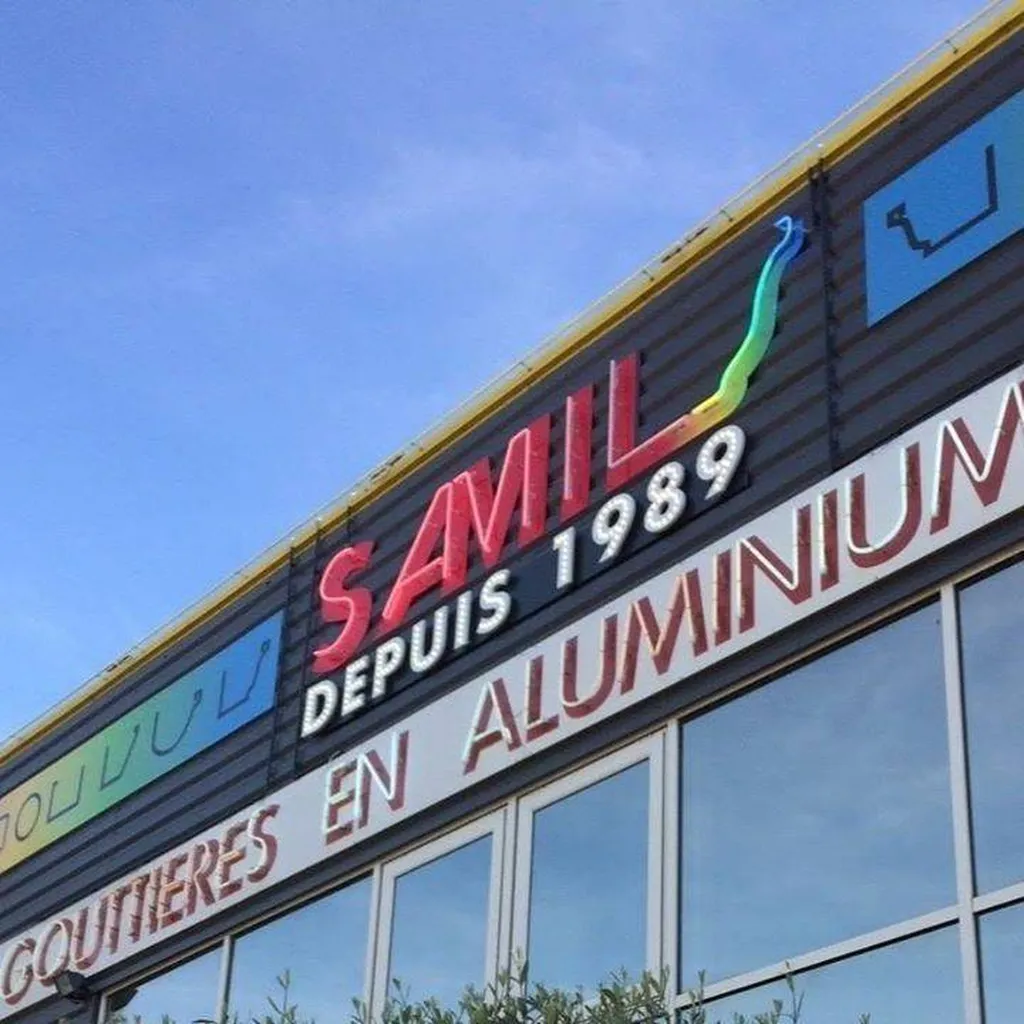 SAMIL
DEPUIS 1989
GOUTTIERES EN ALUMINIUM